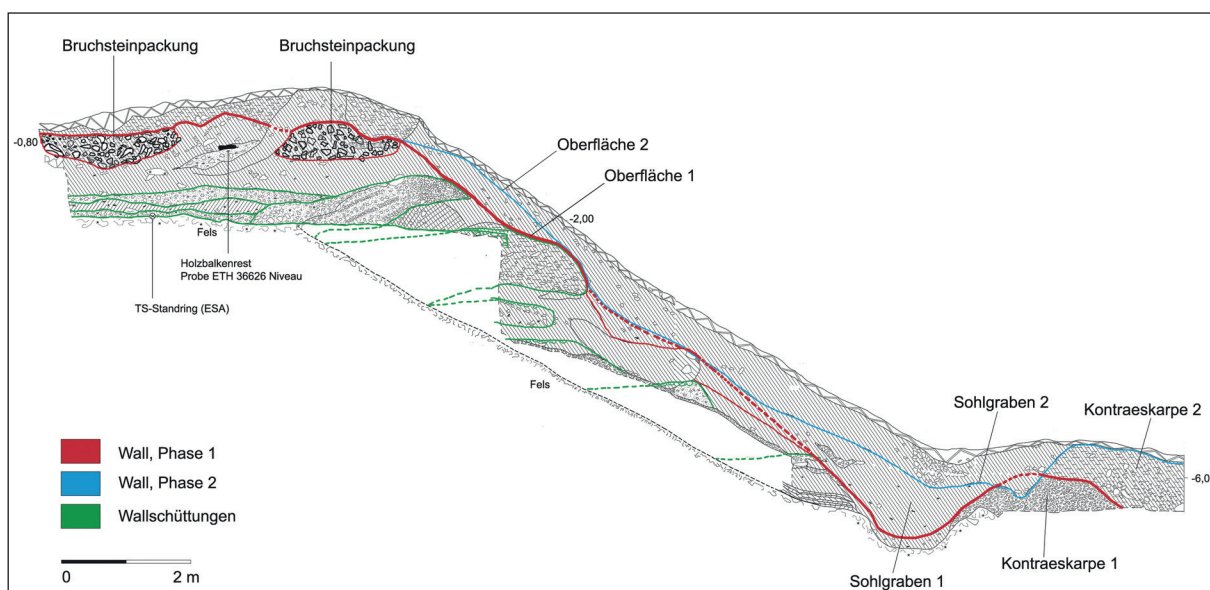 Bruchsteinpackung
Bruchsteinpackung
-0,80
Oberfläche 2
Oberfläche 1
-2,00
Fels
Holzbalkenrest
Probe ETH 36626 Niveau
TS-Standring (ESA)
Fels
Sohlgraben 2
Kontraeskarpe 2
-6,0
Wall, Phase 1
Wall, Phase 2
Wallschüttungen
0 2 m
Sohlgraben 1
Kontraeskarpe 1